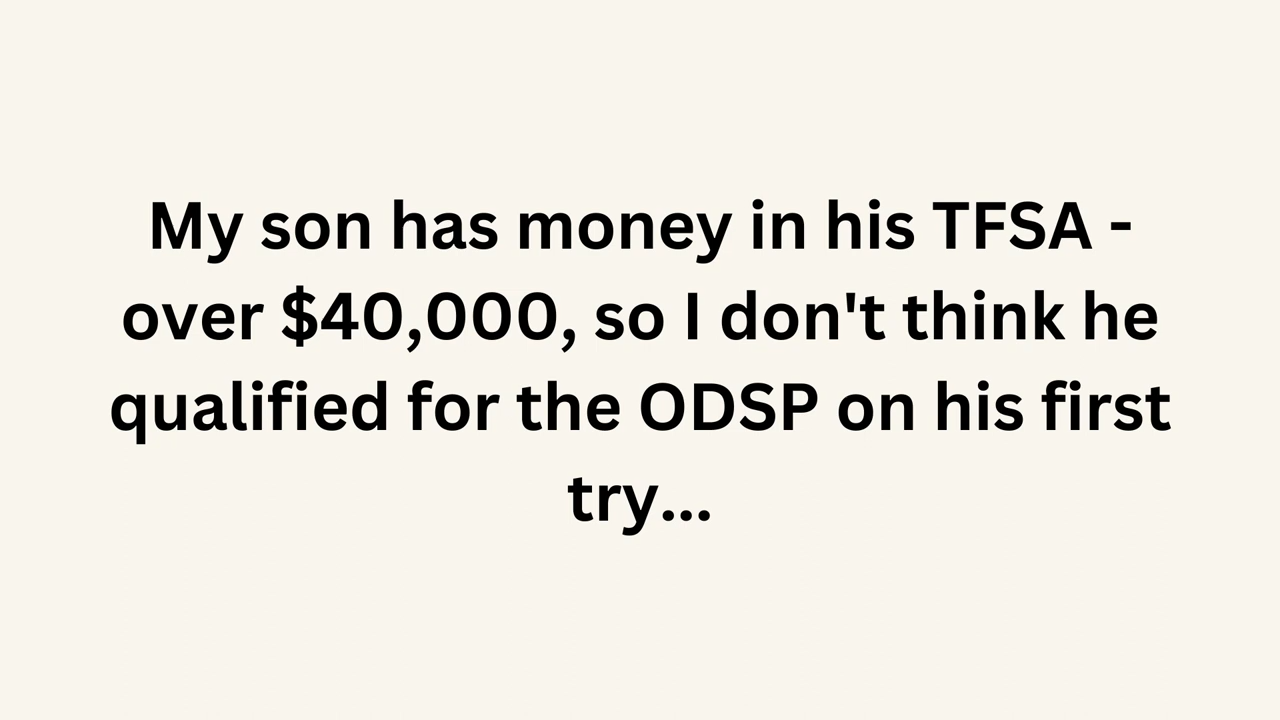 My son has money in his TFSA -
over $40,000, so I don't think he
qualified for the ODSP on his first
try...